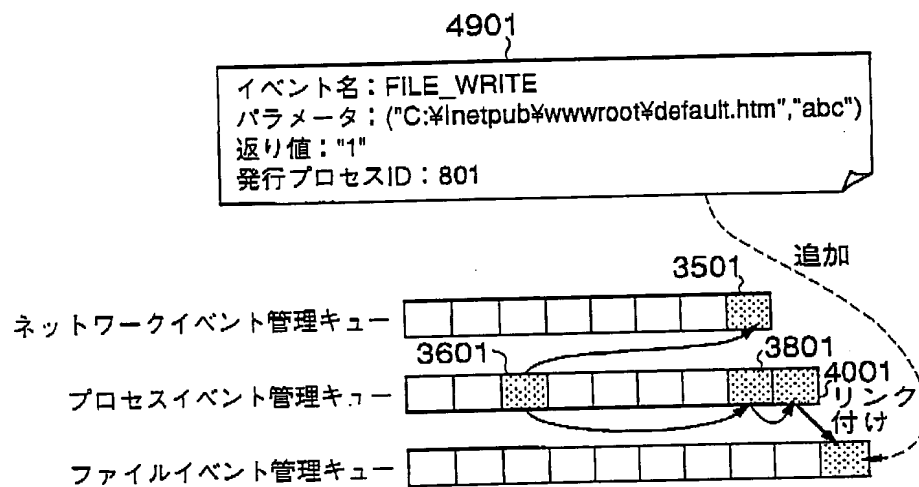 4901
イベント名：FILE_WRITE
パラメータ：("C:¥Inetpub¥wwwroot¥default.htm","abc")
返り値："1"
発行プロセスID：801
追加
3501
ネットワークイベント管理キュー
3601
3801
4001
プロセスイベント管理キュー
リンク
付け
ファイルイベント管理キュー